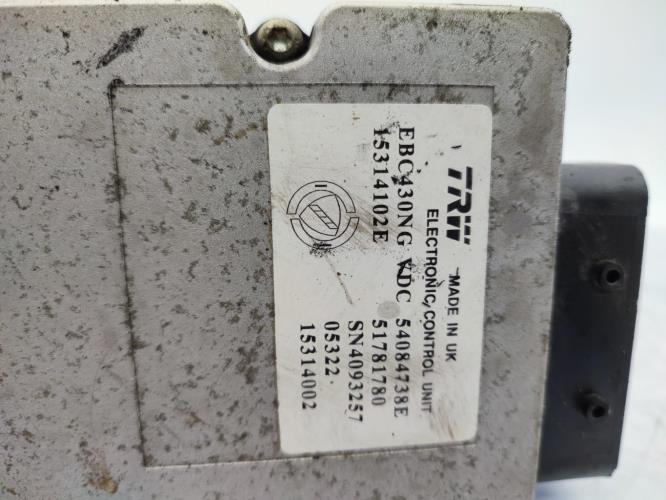 TRW MADE IN UK
ELECTRONIC CONTROL UNIT
EBC430NG VDC 54084738E
15314102E 51781780
SN4093257
05322
15314002